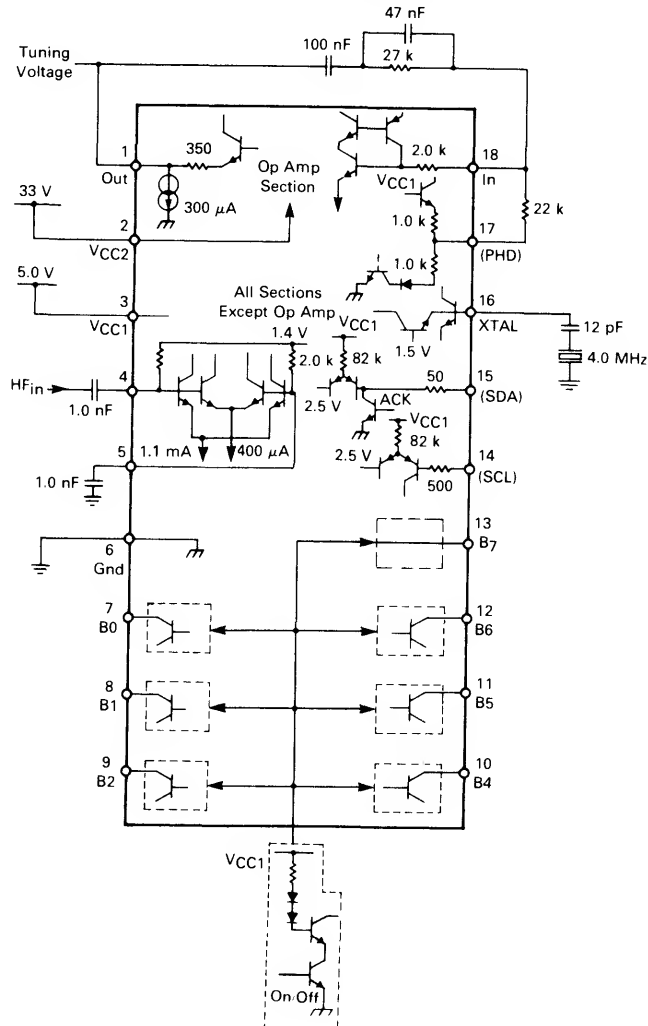 47 nF
100 nF
27 k
Tuning
Voltage
1
Out
350
300 μA
Op Amp
Section
2.0 k
18
In
VCC1
1.0 k
22 k
33 V
2
VCC2
17
(PHD)
1.0 k
5.0 V
3
VCC1
All Sections
Except Op Amp
16
XTAL
12 pF
4.0 MHz
1.5 V
1.4 V
2.0 k
VCC1
82 k
HFin
1.0 nF
4
2.5 V
50
15
(SDA)
ACK
1.1 mA
400 μA
VCC1
82 k
5
1.0 nF
2.5 V
500
14
(SCL)
6
Gnd
13
B7
7
B0
12
B6
8
B1
11
B5
9
B2
10
B4
VCC1
On/Off